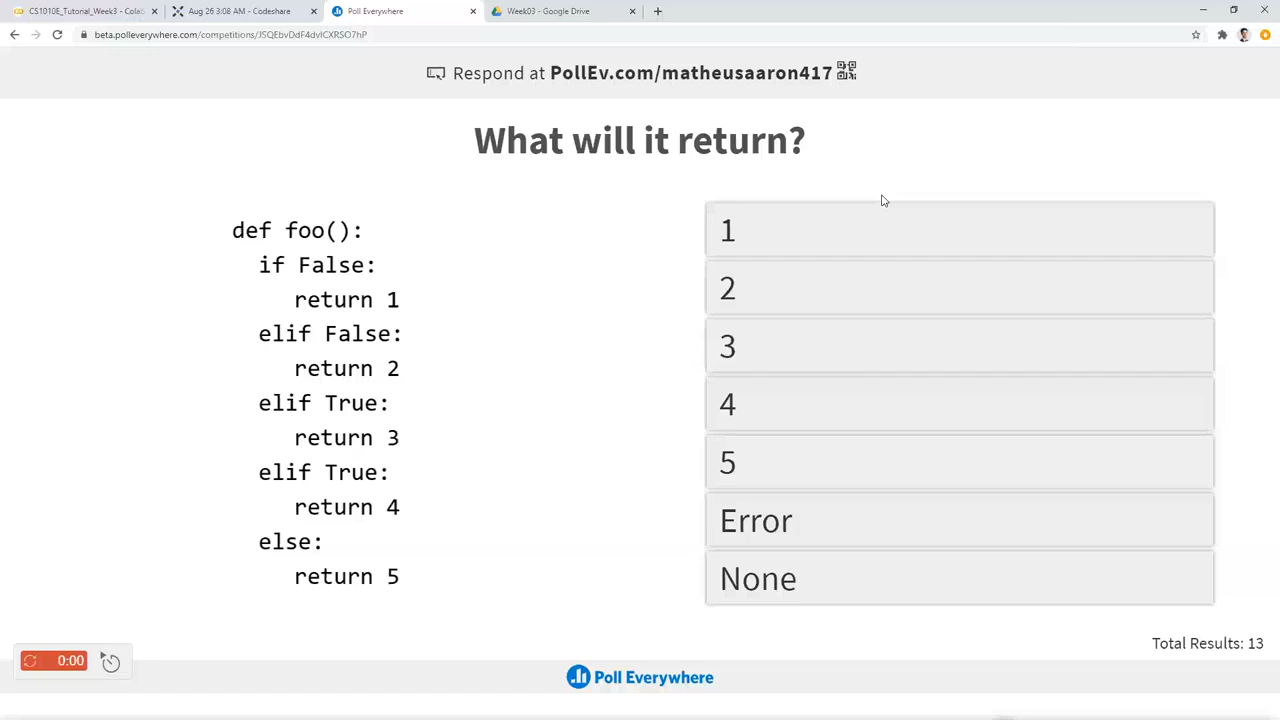 CS1010E_Tutorial_Week3 - Colab
Aug 26 3:08 AM - Codeshare
Poll Everywhere
Week03 - Google Drive
beta.polleverywhere.com/competitions/JSQEbvDdF4dvICXRSO7hP
Respond at PollEv.com/matheusaaron417
What will it return?
def foo():
if False:
return 1
elif False:
return 2
elif True:
return 3
elif True:
return 4
else:
return 5
1
2
3
4
5
Error
None
Total Results: 13
0:00
Poll Everywhere